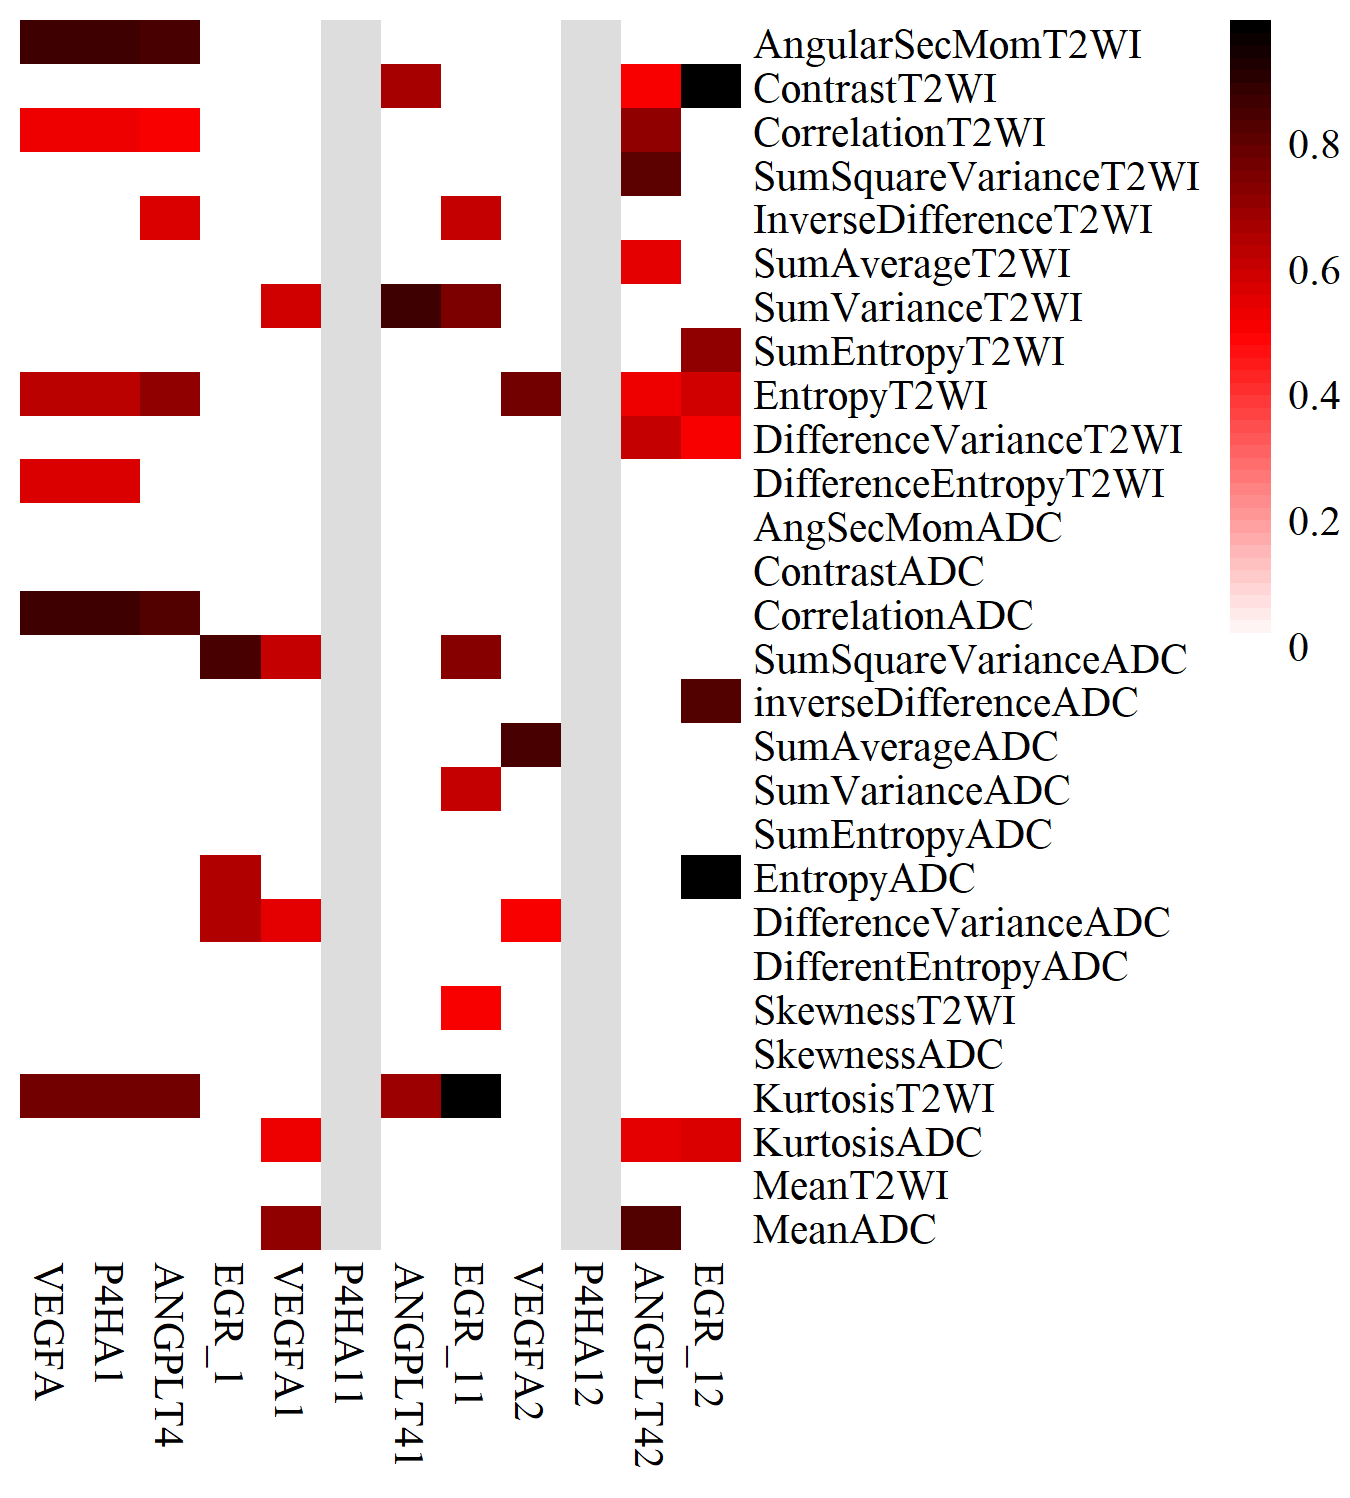 AngularSecMomT2WI
ContrastT2WI
CorrelationT2WI
SumSquareVarianceT2WI
InverseDifferenceT2WI
SumAverageT2WI
SumVarianceT2WI
SumEntropyT2WI
EntropyT2WI
DifferenceVarianceT2WI
DifferenceEntropyT2WI
AngSecMomADC
ContrastADC
CorrelationADC
SumSquareVarianceADC
inverseDifferenceADC
SumAverageADC
SumVarianceADC
SumEntropyADC
EntropyADC
DifferenceVarianceADC
DifferentEntropyADC
SkewnessT2WI
SkewnessADC
KurtosisT2WI
KurtosisADC
MeanT2WI
MeanADC
0.8
0.6
0.4
0.2
0
VEGFA
P4HA1
ANGPLT4
EGR_1
VEGFA1
P4HA11
ANGPLT41
EGR_11
VEGFA2
P4HA12
ANGPLT42
EGR_12